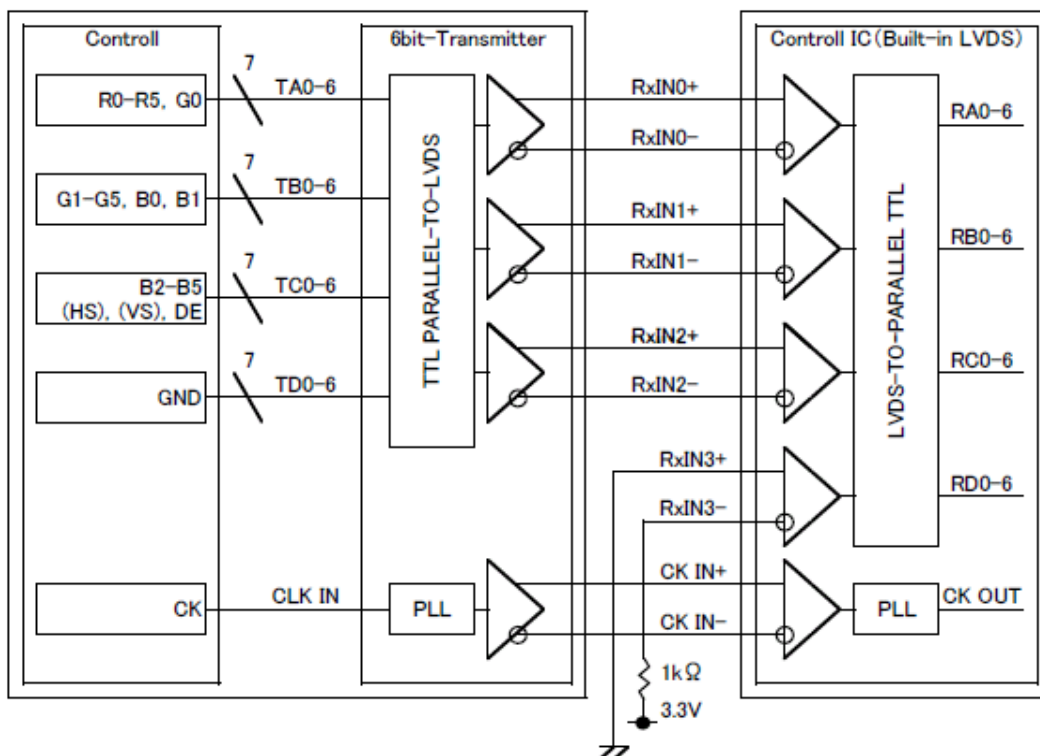 Controll
6bit-Transmitter
Controll IC(Built-in LVDS)
R0-R5, G0
7
TA0-6
RxIN0+
RxIN0-
RA0-6
G1-G5, B0, B1
7
TB0-6
RxIN1+
RxIN1-
RB0-6
B2-B5
(HS), (VS), DE
7
TC0-6
RxIN2+
RxIN2-
RC0-6
GND
7
TD0-6
TTL PARALLEL-TO-LVDS
LVDS-TO-PARALLEL TTL
RxIN3+
RxIN3-
RD0-6
CK
CLK IN
PLL
CK IN+
CK IN-
PLL
CK OUT
1kΩ
3.3V